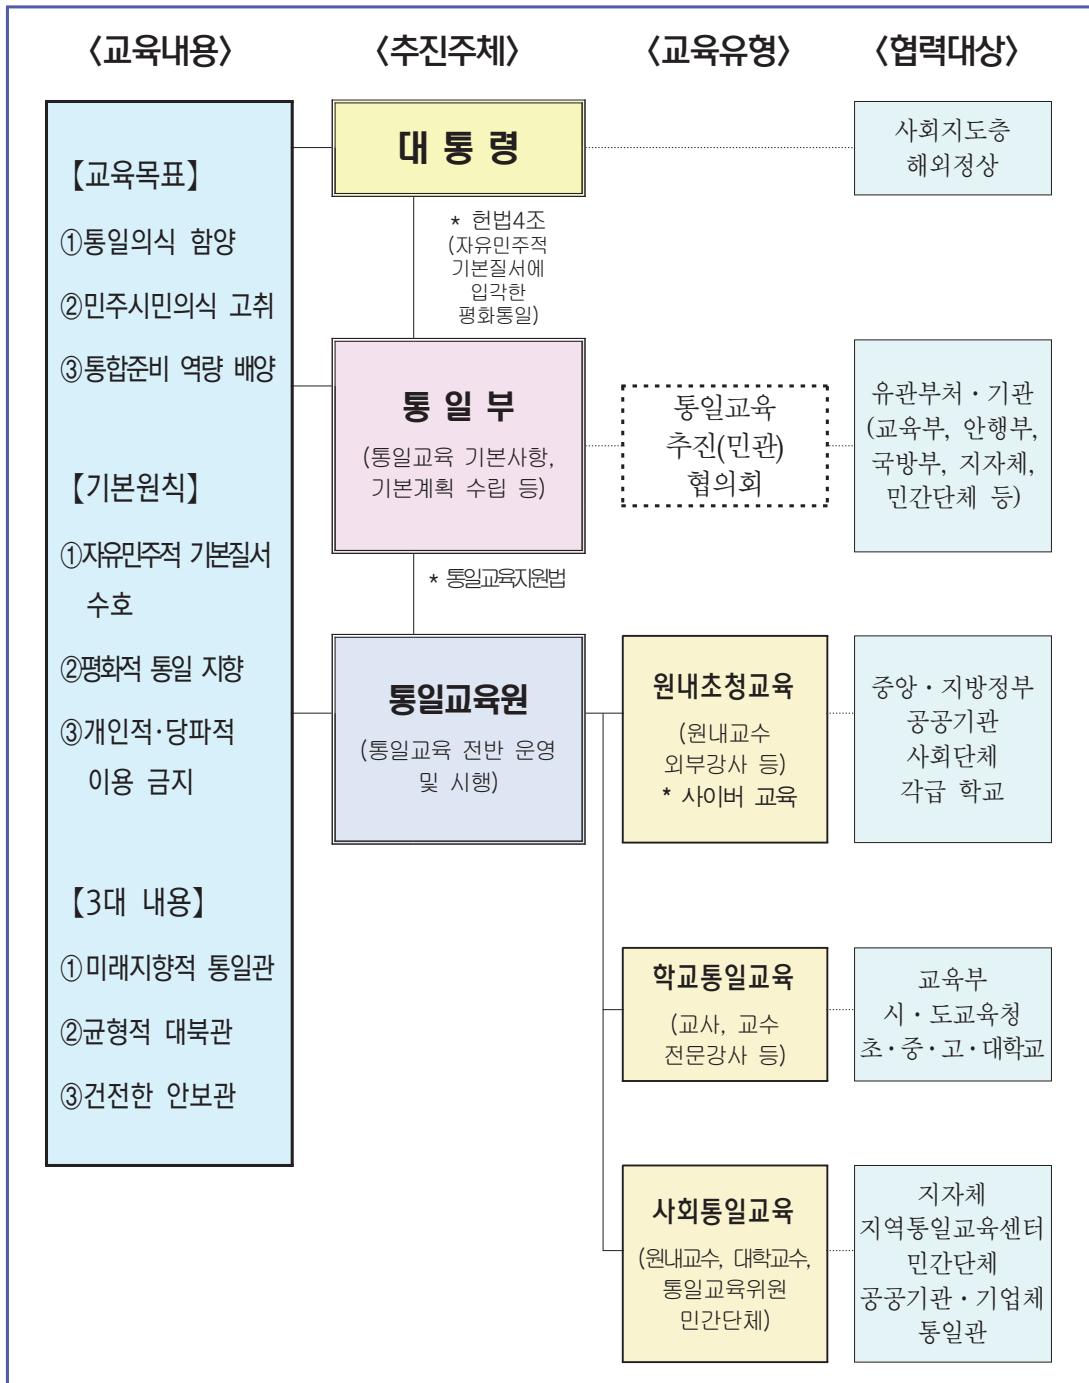 〈교육내용〉
〈추진주체〉
〈교육유형〉
〈협력대상〉
【교육목표】
①통일의식 함양
②민주시민의식 고취
③통합준비 역량 배양
【기본원칙】
①자유민주적 기본질서
수호
②평화적 통일 지향
③개인적·당파적
이용 금지
【3대 내용】
①미래지향적 통일관
②균형적 대북관
③건전한 안보관
대 통 령
* 헌법4조
(자유민주적
기본질서에
입각한
평화통일)
사회지도층
해외정상
통 일 부
(통일교육 기본사항,
기본계획 수립 등)
* 통일교육지원법
통일교육
추진(민관)
협의회
유관부처·기관
(교육부, 안행부,
국방부, 지자체,
민간단체 등)
통일교육원
(통일교육 전반 운영
및 시행)
원내초청교육
(원내교수
외부강사 등)
* 사이버 교육
중앙·지방정부
공공기관
사회단체
각급 학교
학교통일교육
(교사, 교수
전문강사 등)
교육부
시·도교육청
초·중·고·대학교
사회통일교육
(원내교수, 대학교수,
통일교육위원
민간단체)
지자체
지역통일교육센터
민간단체
공공기관·기업체
통일관